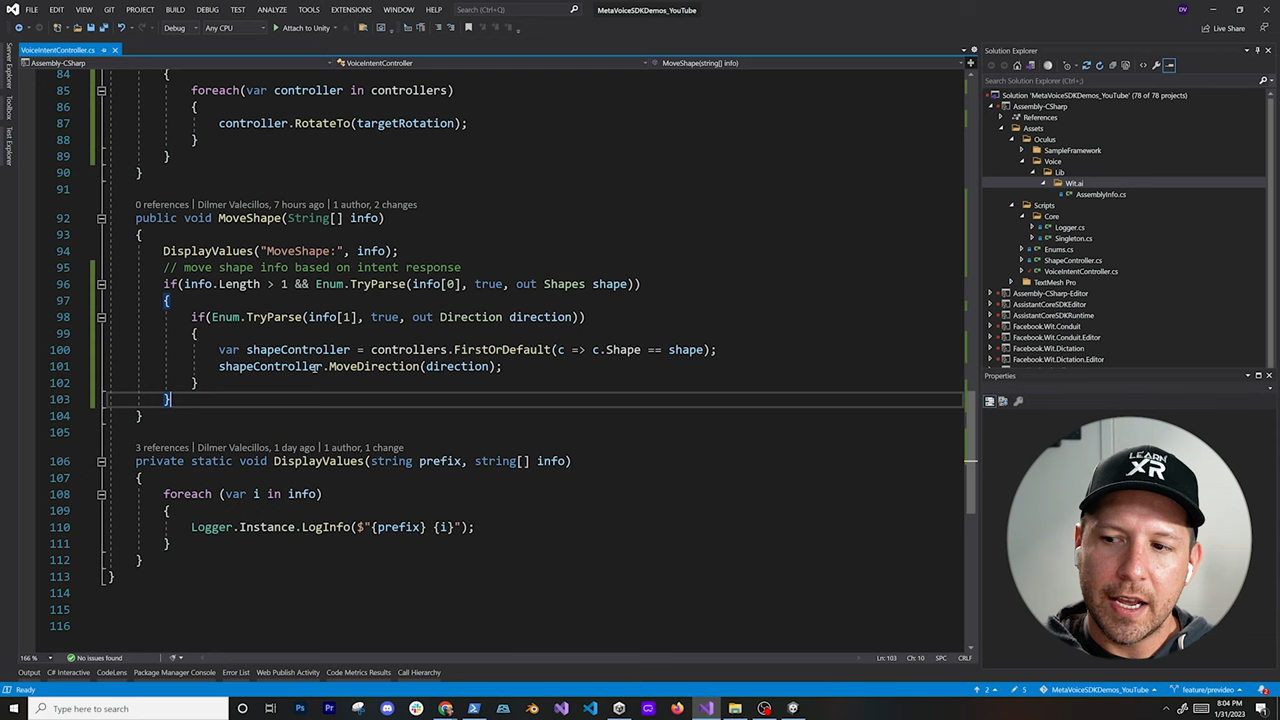 FILE EDIT VIEW GIT PROJECT BUILD DEBUG TEST ANALYZE TOOLS EXTENSIONS WINDOW HELP Search (Ctrl+;) MetaVoiceSDKDemos_YouTube DV
Debug Any CPU Attach to Unity Live Share
VoiceIntentController.cs
Assembly-CSharp VoiceIntentController MoveShape(string[] info)
Server Explorer
Toolbox
Test Explorer
84 {
85 foreach(var controller in controllers)
86 {
87 controller.RotateTo(targetRotation);
88 }
89 }
90 }
91
0 references | Dilmer Valecillos, 7 hours ago | 1 author, 2 changes
92 public void MoveShape(String[] info)
93 {
94 DisplayValues("MoveShape:", info);
95 // move shape info based on intent response
96 if(info.Length > 1 && Enum.TryParse(info[0], true, out Shapes shape))
97 {
98 if(Enum.TryParse(info[1], true, out Direction direction))
99 {
100 var shapeController = controllers.FirstOrDefault(c => c.Shape == shape);
101 shapeController.MoveDirection(direction);
102 }
103 }
104 }
105
3 references | Dilmer Valecillos, 1 day ago | 1 author, 1 change
106 private static void DisplayValues(string prefix, string[] info)
107 {
108 foreach (var i in info)
109 {
110 Logger.Instance.LogInfo($"{prefix} {i}");
111 }
112 }
113 }
114
115
116
166 % No issues found Ln: 103 Ch: 10 SPC CRLF
Output C# Interactive CodeLens Package Manager Console Error List Web Publish Activity Code Metrics Results Call Hierarchy
Solution Explorer
Search Solution Explorer (Ctrl+;)
Solution 'MetaVoiceSDKDemos_YouTube' (78 of 78 projects)
Assembly-CSharp
References
Assets
Oculus
SampleFramework
Voice
Lib
Wit.ai
AssemblyInfo.cs
Scripts
Core
Logger.cs
Singleton.cs
Enums.cs
ShapeController.cs
VoiceIntentController.cs
TextMesh Pro
Assembly-CSharp-Editor
AssistantCoreSDKEditor
AssistantCoreSDKRuntime
Facebook.Wit.Conduit
Facebook.Wit.Conduit.Editor
Facebook.Wit.Dictation
Facebook.Wit.Dictation.Editor
Properties
LEARN
XR
Ready 2 5 MetaVoiceSDKDemos_YouTube feature/prevideo 2
Type here to search
8:04 PM
1/31/2023